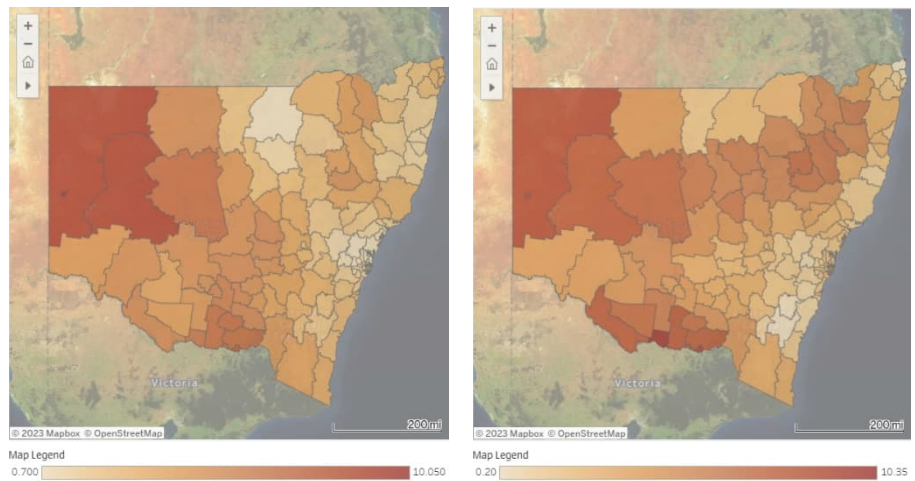 +
−
Victoria
200 mi
© 2023 Mapbox © OpenStreetMap
Map Legend
0.700
10.050
+
−
Victoria
200 mi
© 2023 Mapbox © OpenStreetMap
Map Legend
0.20
10.35